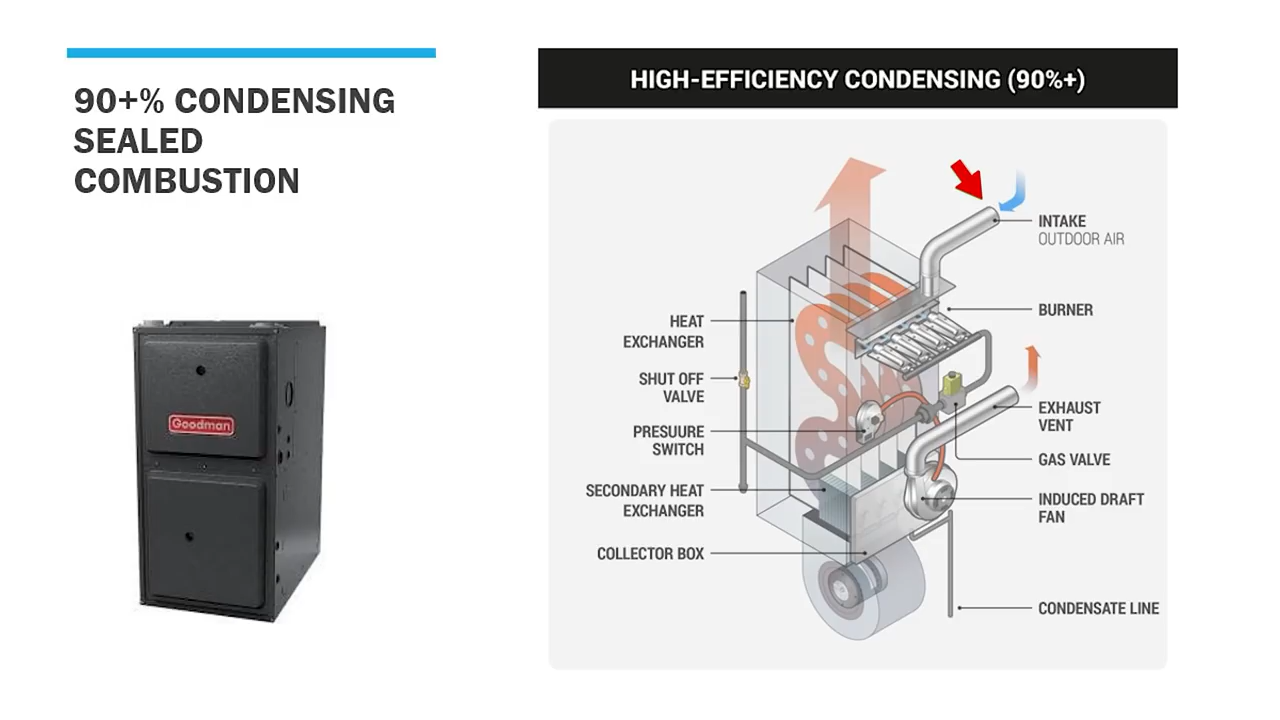 90+% CONDENSING
SEALED
COMBUSTION
Goodman
HIGH-EFFICIENCY CONDENSING (90%+)
INTAKE
OUTDOOR AIR
BURNER
HEAT
EXCHANGER
SHUT OFF
VALVE
PRESUURE
SWITCH
SECONDARY HEAT
EXCHANGER
COLLECTOR BOX
EXHAUST
VENT
GAS VALVE
INDUCED DRAFT
FAN
CONDENSATE LINE